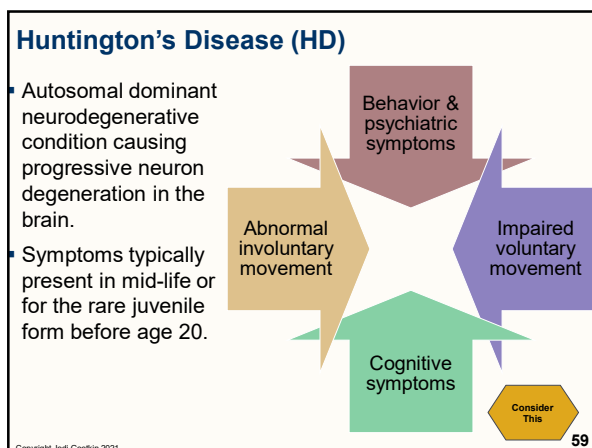 Huntington's Disease (HD)
▪ Autosomal dominant
neurodegenerative
condition causing
progressive neuron
degeneration in the
brain.
▪ Symptoms typically
present in mid-life or
for the rare juvenile
form before age 20.
Behavior &
psychiatric
symptoms
Abnormal
involuntary
movement
Impaired
voluntary
movement
Cognitive
symptoms
Consider
This
59